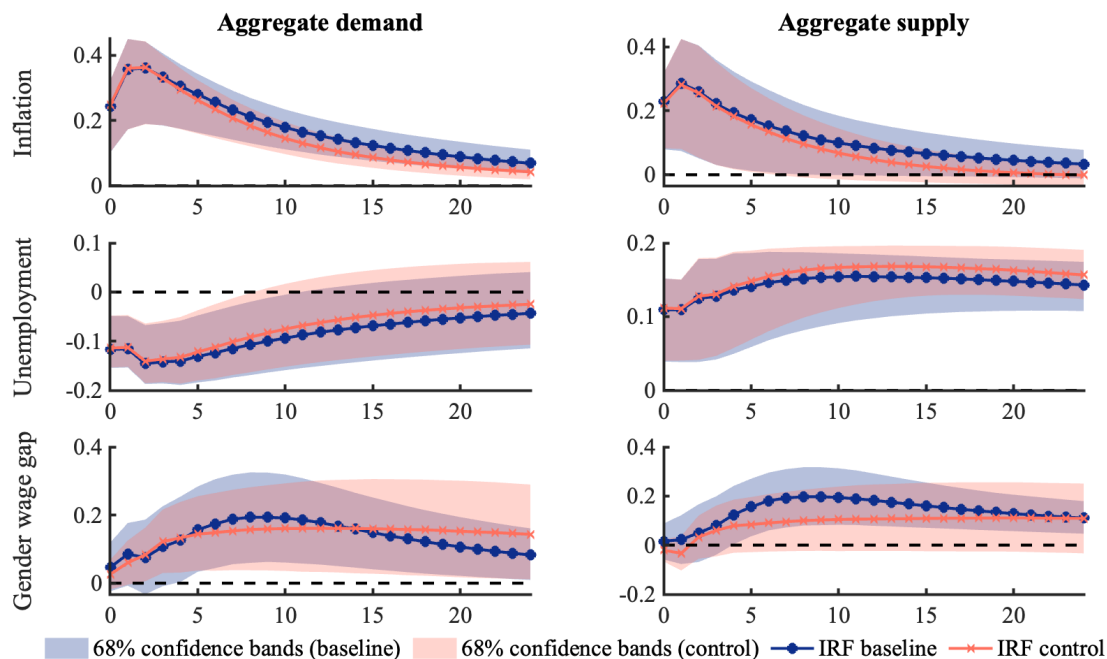 Aggregate demand
Aggregate supply
Inflation
0.4
0.2
0
0 5 10 15 20
0.4
0.2
0
0 5 10 15 20
Unemployment
0.1
0
-0.1
-0.2
0 5 10 15 20
0.2
0.1
0
0 5 10 15 20
Gender wage gap
0.4
0.2
0
0 5 10 15 20
0.4
0.2
0
-0.2
0 5 10 15 20
68% confidence bands (baseline) 68% confidence bands (control) IRF baseline IRF control